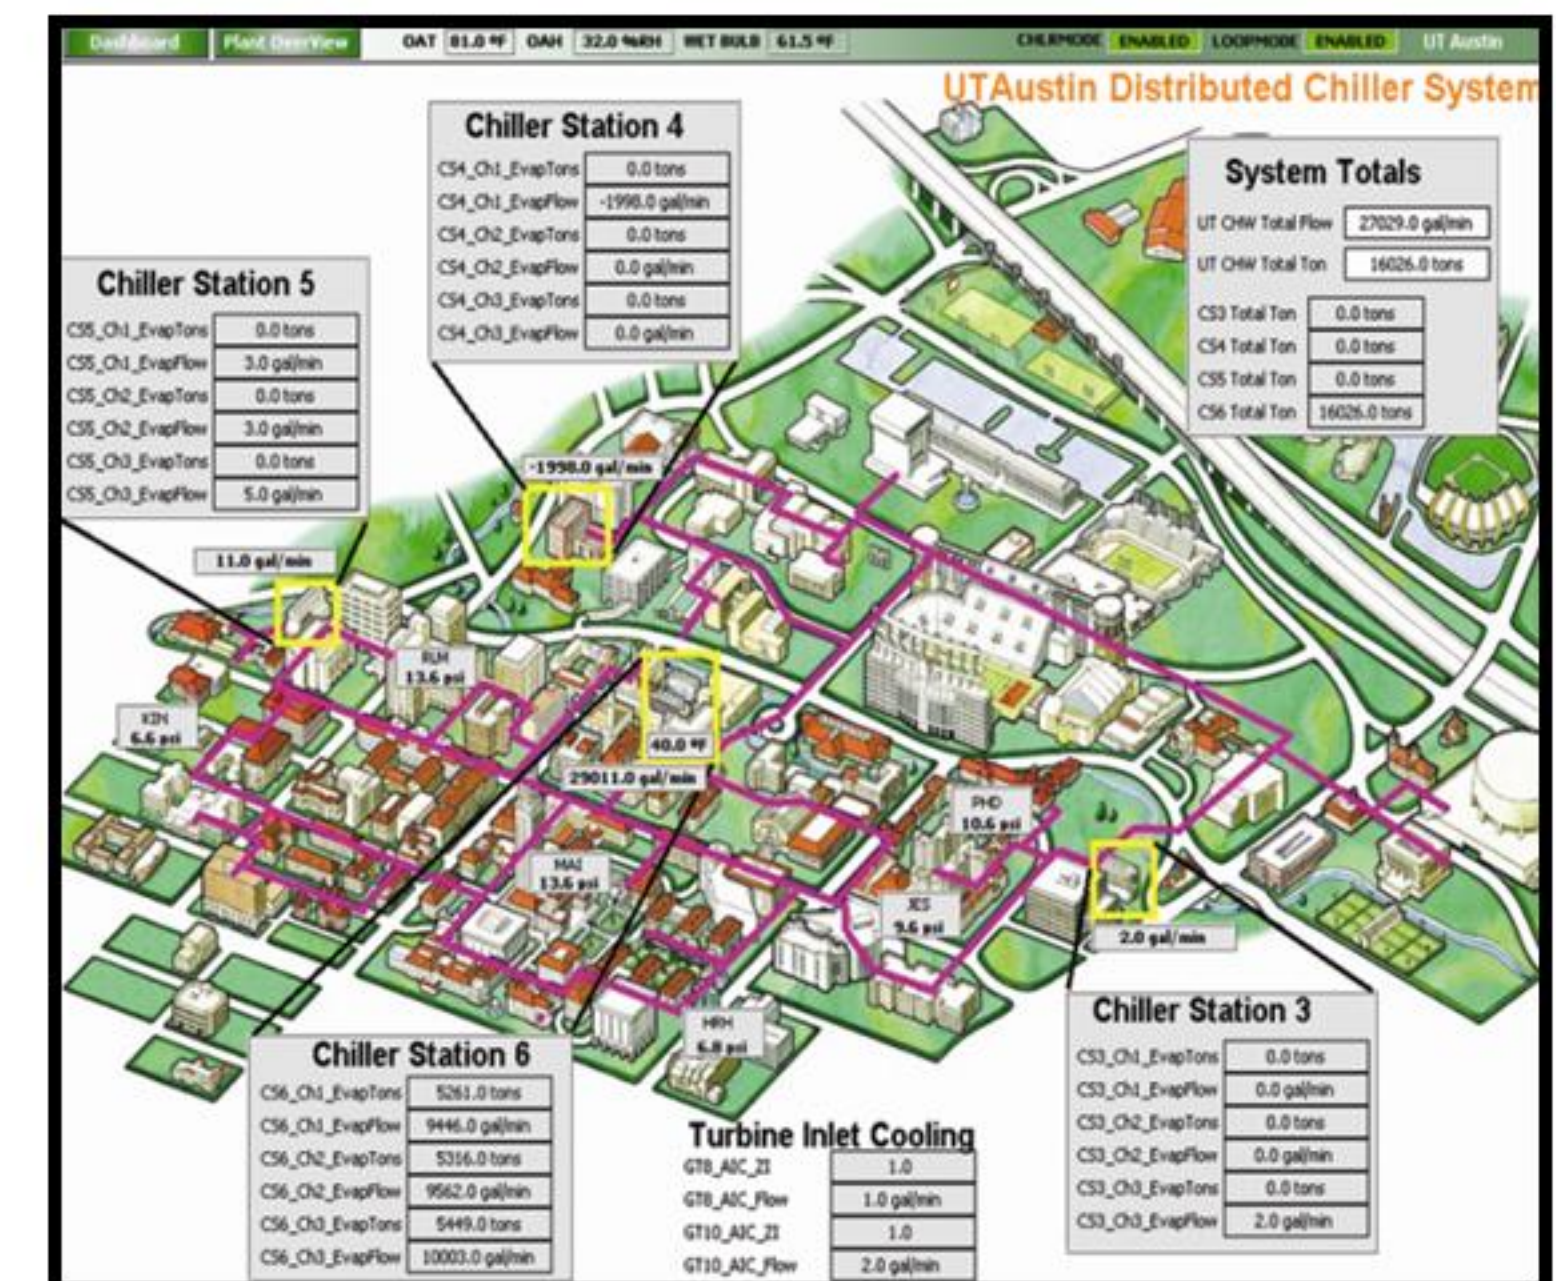 Dashboard Plant OverView OAT 81.0 ºF OAH 32.0 %RH WET BULB 61.5 ºF CHLRMODE ENABLED LOOPMODE ENABLED UT Austin
UTAustin Distributed Chiller System
Chiller Station 4
CS4_Ch1_EvapTons 0.0 tons
CS4_Ch1_EvapFlow -1998.0 gal/min
CS4_Ch2_EvapTons 0.0 tons
CS4_Ch2_EvapFlow 0.0 gal/min
CS4_Ch3_EvapTons 0.0 tons
CS4_Ch3_EvapFlow 0.0 gal/min
System Totals
UT CHW Total Flow 27029.0 gal/min
UT CHW Total Ton 16026.0 tons
CS3 Total Ton 0.0 tons
CS4 Total Ton 0.0 tons
CS5 Total Ton 0.0 tons
CS6 Total Ton 16026.0 tons
Chiller Station 5
CS5_Ch1_EvapTons 0.0 tons
CS5_Ch1_EvapFlow 3.0 gal/min
CS5_Ch2_EvapTons 0.0 tons
CS5_Ch2_EvapFlow 3.0 gal/min
CS5_Ch3_EvapTons 0.0 tons
CS5_Ch3_EvapFlow 5.0 gal/min
-1998.0 gal/min
11.0 gal/min
RLM
13.6 psi
KIN
6.6 psi
40.0 ºF
29011.0 gal/min
PHD
10.6 psi
MAI
13.6 psi
JES
9.6 psi
2.0 gal/min
HRH
6.8 psi
Chiller Station 6
CS6_Ch1_EvapTons 5261.0 tons
CS6_Ch1_EvapFlow 9446.0 gal/min
CS6_Ch2_EvapTons 5316.0 tons
CS6_Ch2_EvapFlow 9562.0 gal/min
CS6_Ch3_EvapTons 5449.0 tons
CS6_Ch3_EvapFlow 10003.0 gal/min
Turbine Inlet Cooling
GT8_AIC_ZI 1.0
GT8_AIC_Flow 1.0 gal/min
GT10_AIC_ZI 1.0
GT10_AIC_Flow 2.0 gal/min
Chiller Station 3
CS3_Ch1_EvapTons 0.0 tons
CS3_Ch1_EvapFlow 0.0 gal/min
CS3_Ch2_EvapTons 0.0 tons
CS3_Ch2_EvapFlow 0.0 gal/min
CS3_Ch3_EvapTons 0.0 tons
CS3_Ch3_EvapFlow 2.0 gal/min